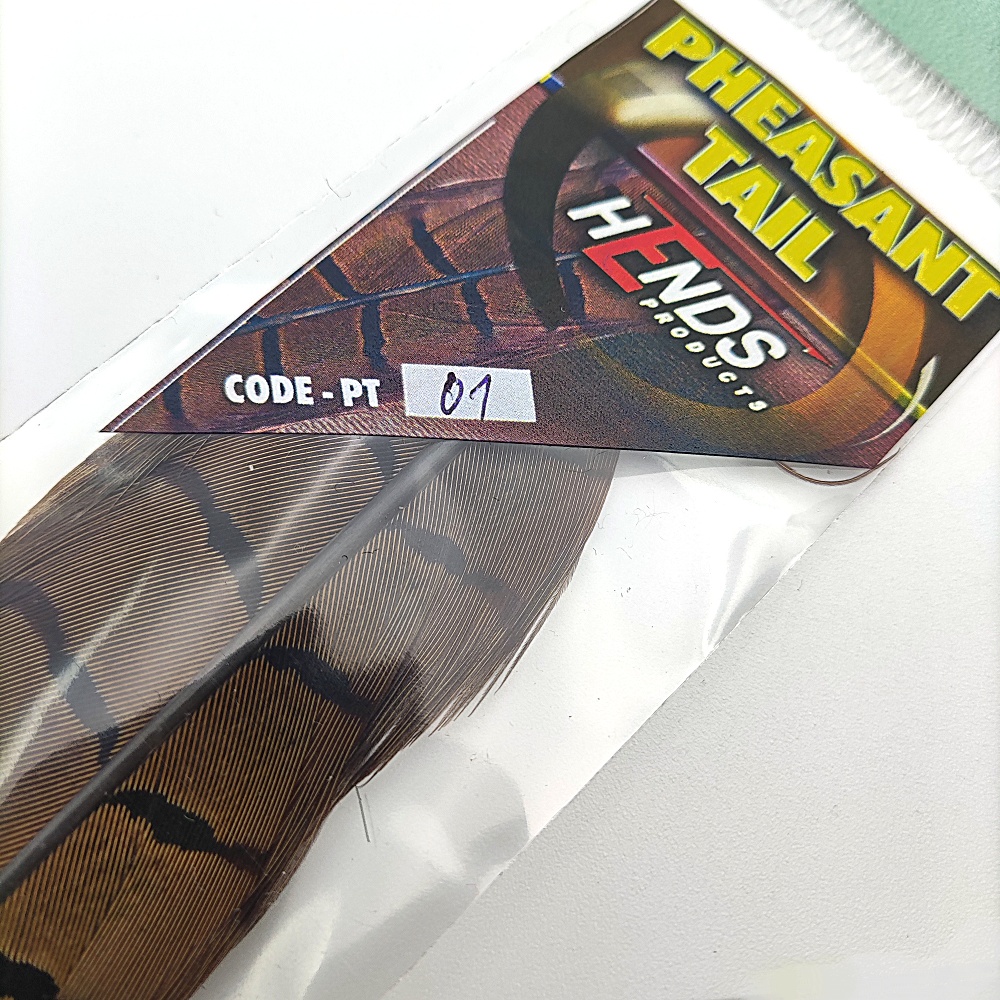 PHEASANT
TAIL
HENDS
PRODUCTS
CODE - PT 01